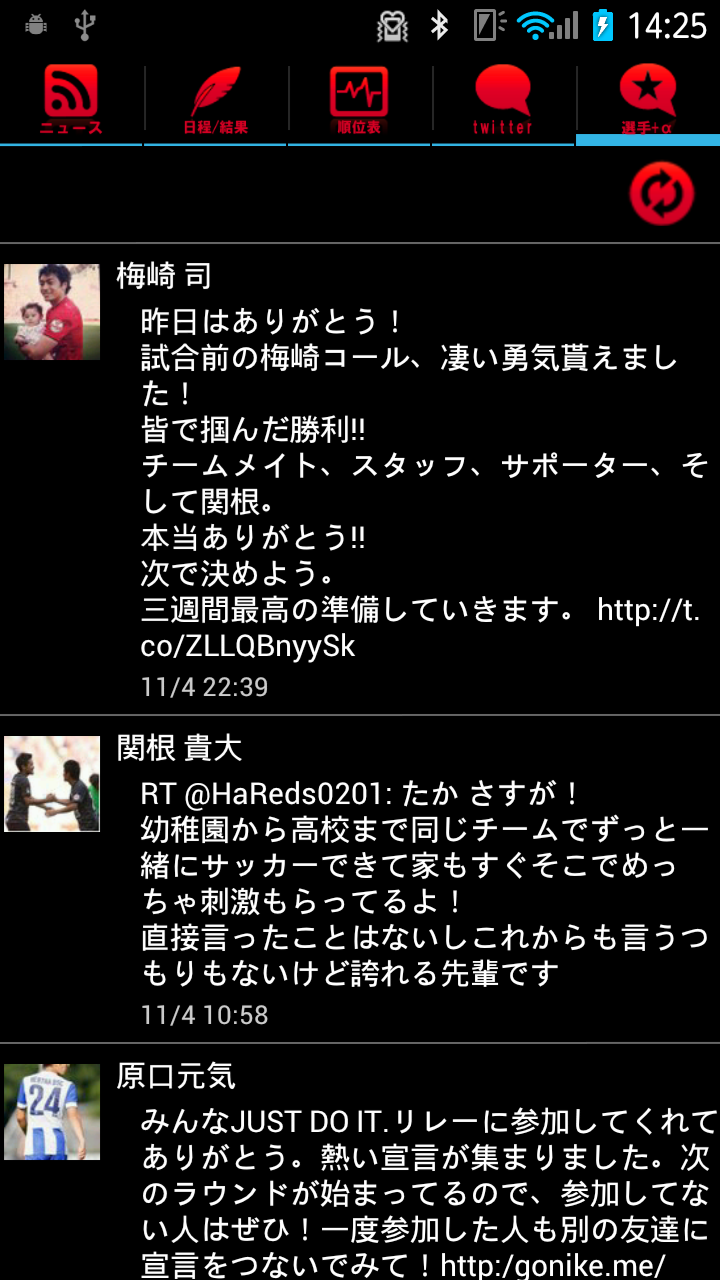 14:25
ニュース
日程/結果
順位表
twitter
選手+α
梅崎 司
昨日はありがとう！
試合前の梅崎コール、凄い勇気貰えまし
た！
皆で掴んだ勝利!!
チームメイト、スタッフ、サポーター、そ
して関根。
本当ありがとう!!
次で決めよう。
三週間最高の準備していきます。 http://t.
co/ZLLQBnyySk
11/4 22:39
関根 貴大
RT @HaReds0201: たか さすが！
幼稚園から高校まで同じチームでずっと一
緒にサッカーできて家もすぐそこでめっ
ちゃ刺激もらってるよ！
直接言ったことはないしこれからも言うつ
もりもないけど誇れる先輩です
11/4 10:58
HERTHA BSC
24
原口元気
みんなJUST DO IT.リレーに参加してくれて
ありがとう。熱い宣言が集まりました。次
のラウンドが始まってるので、参加してな
い人はぜひ！一度参加した人も別の友達に
宣言をつないでみて！http:/gonike.me/